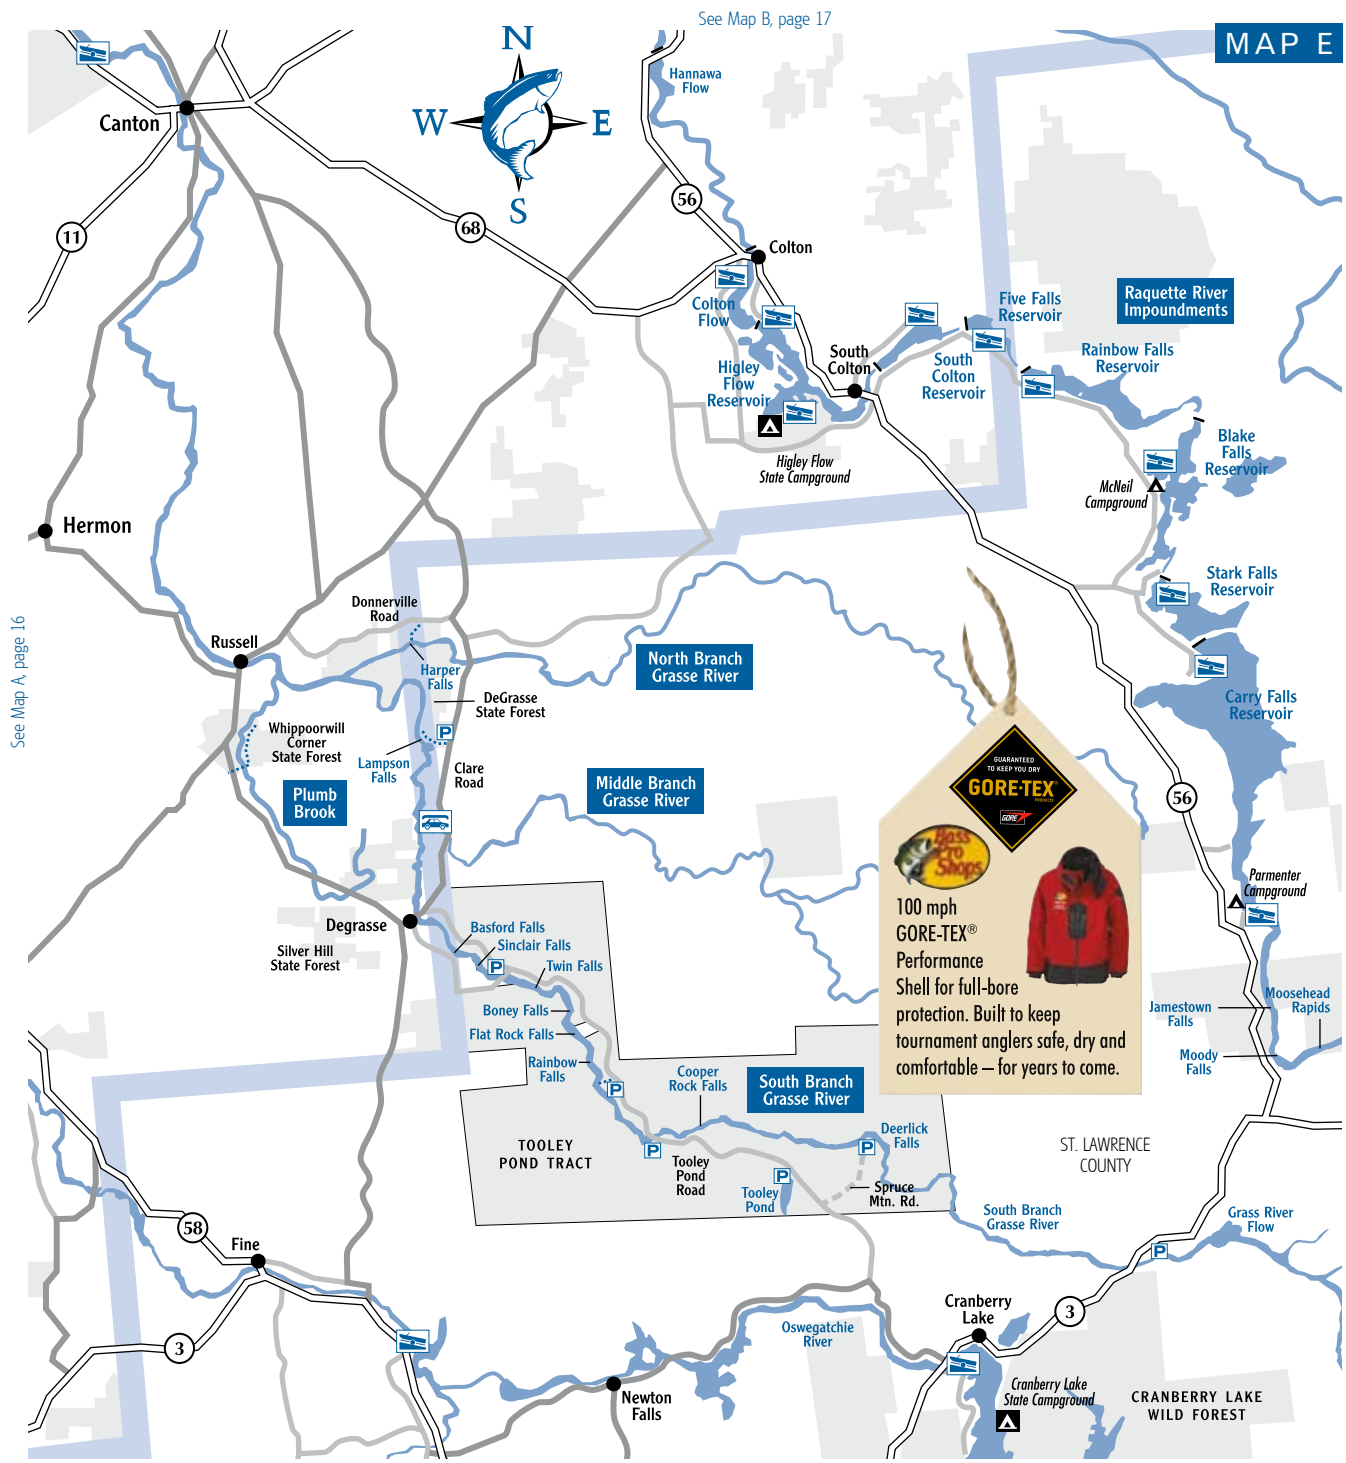 See Map B, page 17
MAP E
N
W
E
S
Hannawa
Flow
Canton
56
11
68
Colton
Colton
Flow
Five Falls
Reservoir
Raquette River
Impoundments
South
Colton
Rainbow Falls
Reservoir
South
Colton
Reservoir
Higley
Flow
Reservoir
Blake
Falls
Reservoir
Higley Flow
State Campground
McNeil
Campground
Hermon
Stark Falls
Reservoir
Donnerville
Road
See Map A, page 16
Russell
Harper
Falls
North Branch
Grasse River
DeGrasse
State Forest
Carry Falls
Reservoir
Whippoorwill
Corner
State Forest
Lampson
Falls
P
Clare
Road
Plumb
Brook
Middle Branch
Grasse River
56
GUARANTEED
TO KEEP YOU DRY
GORE-TEX®
PRODUCTS
GORE
Bass
Pro
Shops
100 mph
GORE-TEX®
Performance
Shell for full-bore
protection. Built to keep
tournament anglers safe, dry and
comfortable – for years to come.
Parmenter
Campground
Degrasse
Silver Hill
State Forest
Basford Falls
Sinclair Falls
P
Twin Falls
Boney Falls
Flat Rock Falls
Rainbow
Falls
P
Jamestown
Falls
Moosehead
Rapids
Moody
Falls
Cooper
Rock Falls
South Branch
Grasse River
Deerlick
Falls
P
TOOLEY
POND TRACT
P
Tooley
Pond
Road
P
Tooley
Pond
Spruce
Mtn. Rd.
ST. LAWRENCE
COUNTY
South Branch
Grasse River
Grass River
Flow
P
58
Fine
3
Cranberry
Lake
3
Oswegatchie
River
Newton
Falls
Cranberry Lake
State Campground
CRANBERRY LAKE
WILD FOREST